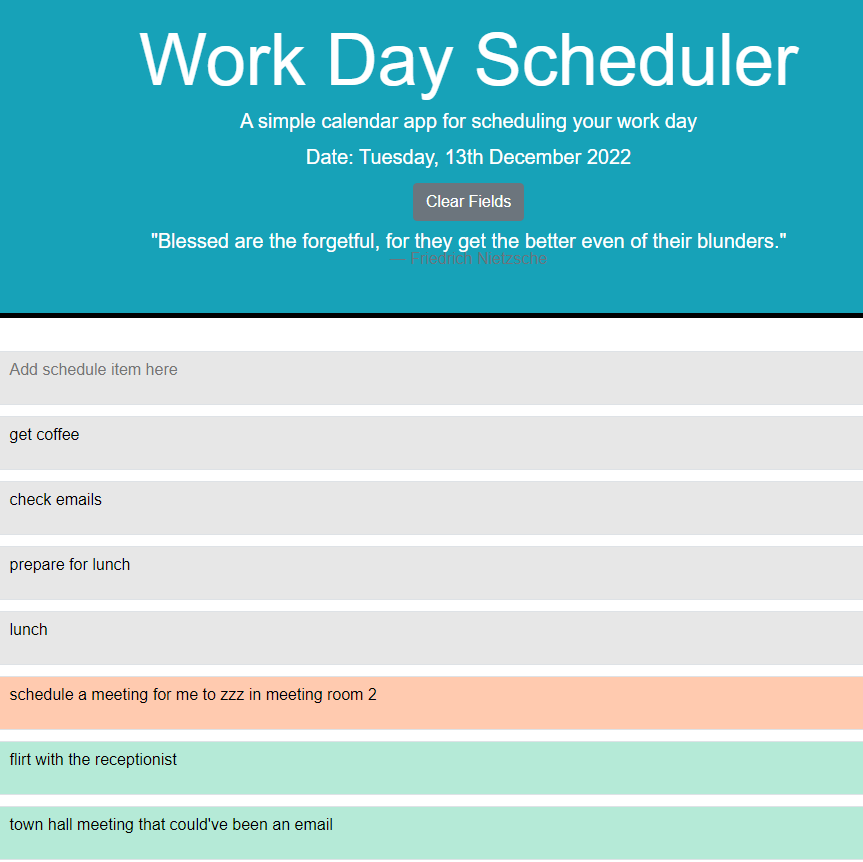 Work Day Scheduler
A simple calendar app for scheduling your work day
Date: Tuesday, 13th December 2022
Clear Fields
"Blessed are the forgetful, for they get the better even of their blunders."
— Friedrich Nietzsche
Add schedule item here
get coffee
check emails
prepare for lunch
lunch
schedule a meeting for me to zzz in meeting room 2
flirt with the receptionist
town hall meeting that could've been an email